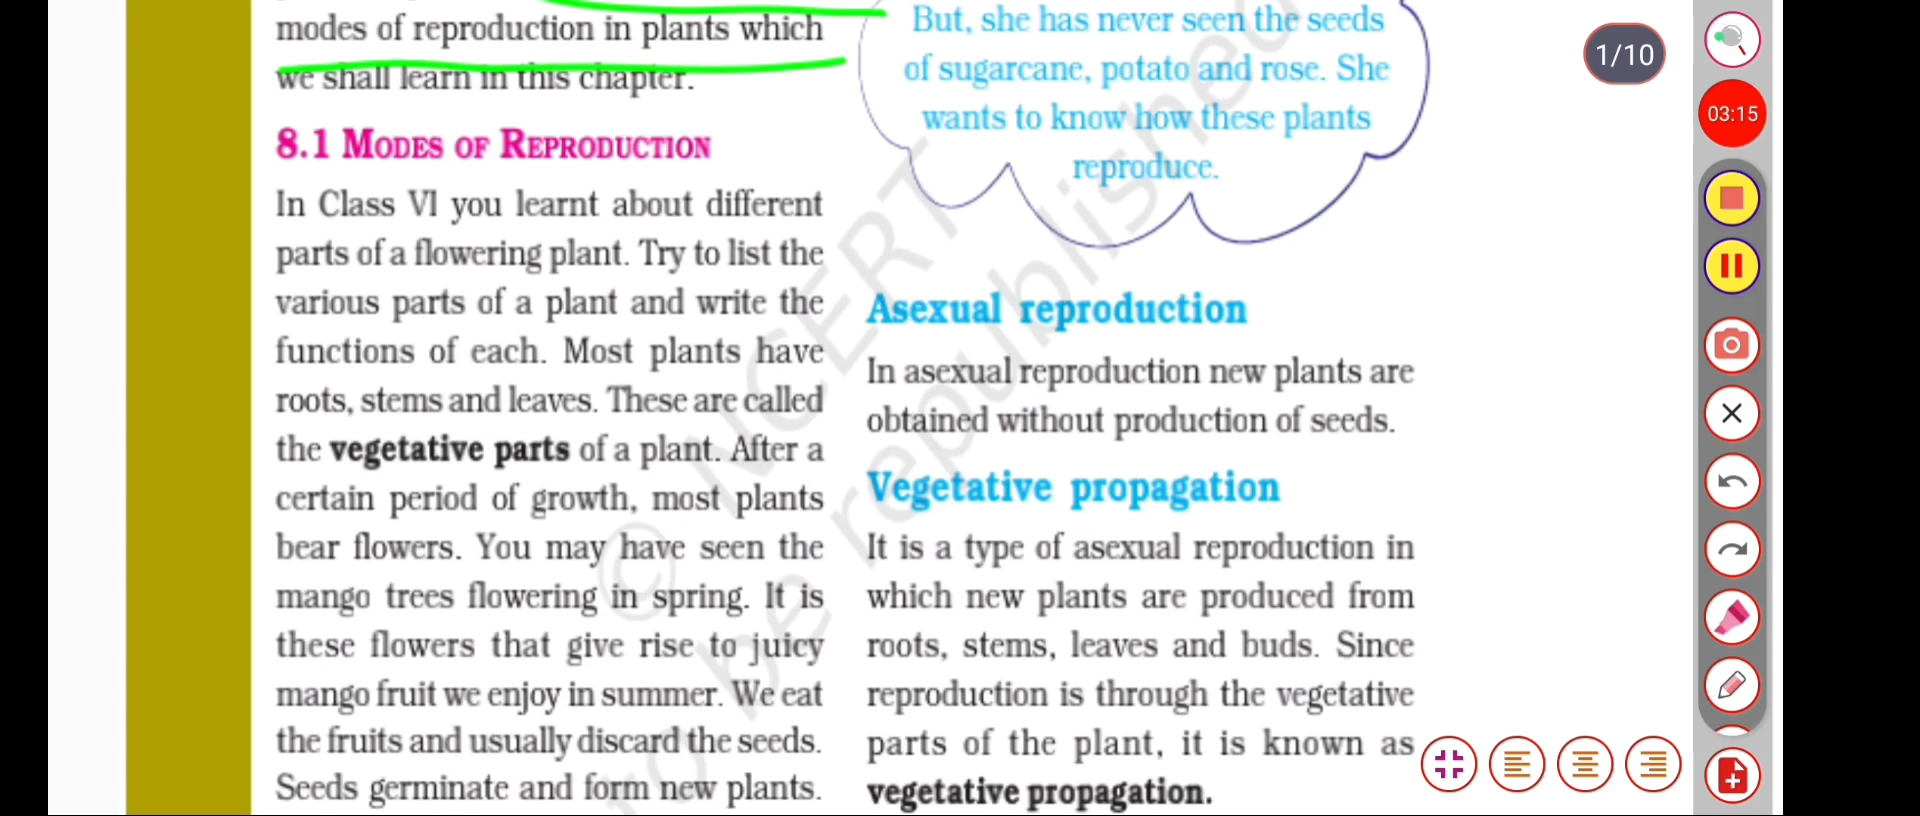 modes of reproduction in plants which
we shall learn in this chapter.
8.1 MODES OF REPRODUCTION
In Class VI you learnt about different
parts of a flowering plant. Try to list the
various parts of a plant and write the
functions of each. Most plants have
roots, stems and leaves. These are called
the vegetative parts of a plant. After a
certain period of growth, most plants
bear flowers. You may have seen the
mango trees flowering in spring. It is
these flowers that give rise to juicy
mango fruit we enjoy in summer. We eat
the fruits and usually discard the seeds.
Seeds germinate and form new plants.
But, she has never seen the seeds
of sugarcane, potato and rose. She
wants to know how these plants
reproduce.
Asexual reproduction
In asexual reproduction new plants are
obtained without production of seeds.
Vegetative propagation
It is a type of asexual reproduction in
which new plants are produced from
roots, stems, leaves and buds. Since
reproduction is through the vegetative
parts of the plant, it is known as
vegetative propagation.
© NCERT
to be republished
1/10
03:15